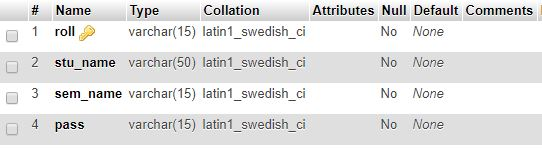 # Name Type Collation Attributes Null Default Comments
1 roll varchar(15) latin1_swedish_ci No None
2 stu_name varchar(50) latin1_swedish_ci No None
3 sem_name varchar(15) latin1_swedish_ci No None
4 pass varchar(15) latin1_swedish_ci No None